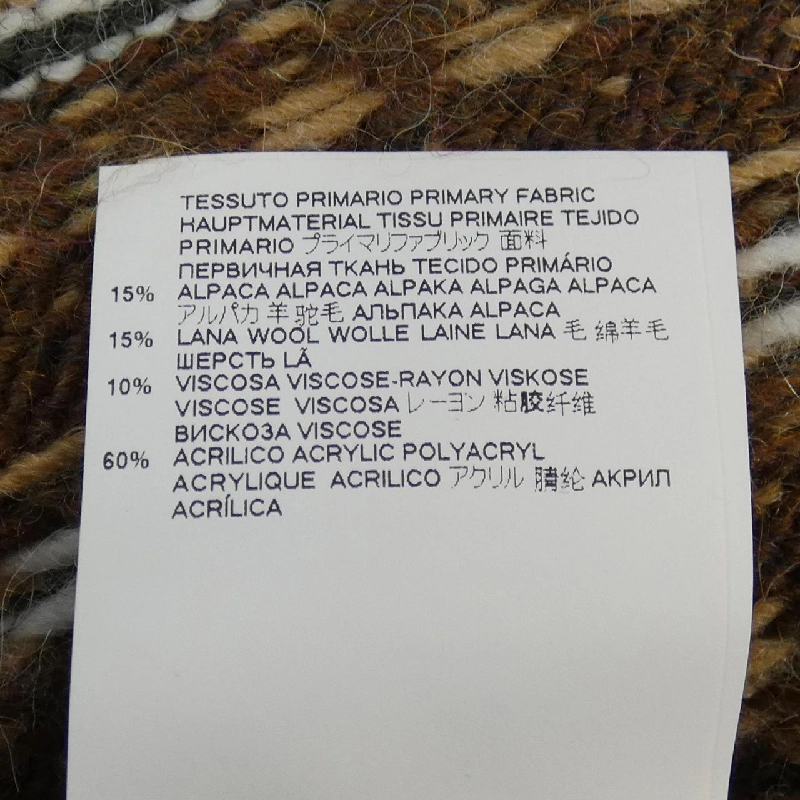 TESSUTO PRIMARIO PRIMARY FABRIC
HAUPTMATERIAL TISSU PRIMAIRE TEJIDO
PRIMARIO プライマリファブリック 面料
ПЕРВИЧНАЯ ТКАНЬ TECIDO PRIMÁRIO
15% ALPACA ALPACA ALPAKA ALPAGA ALPACA
アルパカ 羊驼毛 АЛЬПАКА ALPACA
15% LANA WOOL WOLLE LAINE LANA 毛 绵羊毛
ШЕРСТЬ LÃ
10% VISCOSA VISCOSE-RAYON VISKOSE
VISCOSE VISCOSA レーヨン 粘胶纤维
ВИСКОЗА VISCOSE
60% ACRILICO ACRYLIC POLYACRYL
ACRYLIQUE ACRILICO アクリル 腈纶 АКРИЛ
ACRÍLICA